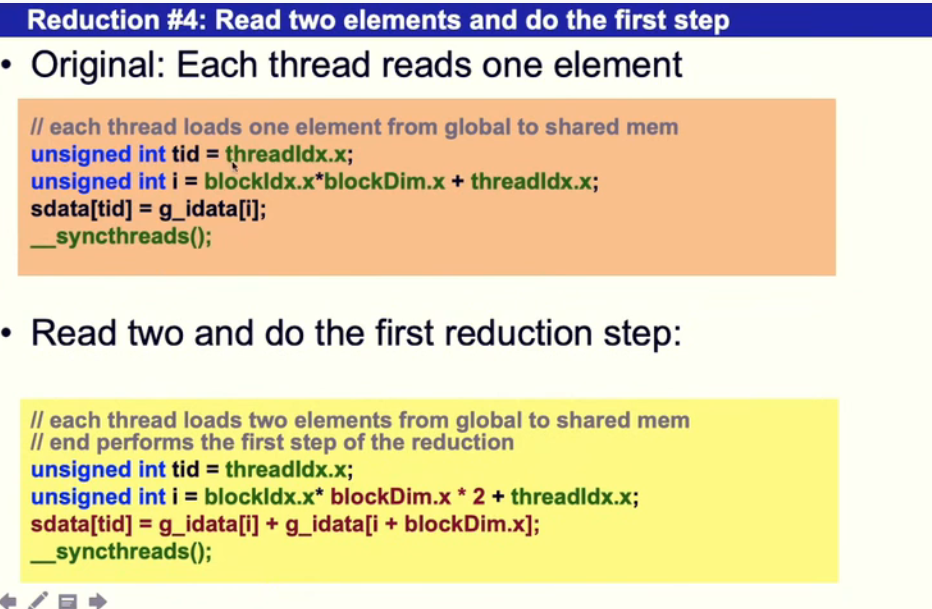 Reduction #4: Read two elements and do the first step
• Original: Each thread reads one element
// each thread loads one element from global to shared mem
unsigned int tid = threadIdx.x;
unsigned int i = blockIdx.x*blockDim.x + threadIdx.x;
sdata[tid] = g_idata[i];
__syncthreads();
• Read two and do the first reduction step:
// each thread loads two elements from global to shared mem
// end performs the first step of the reduction
unsigned int tid = threadIdx.x;
unsigned int i = blockIdx.x* blockDim.x * 2 + threadIdx.x;
sdata[tid] = g_idata[i] + g_idata[i + blockDim.x];
__syncthreads();